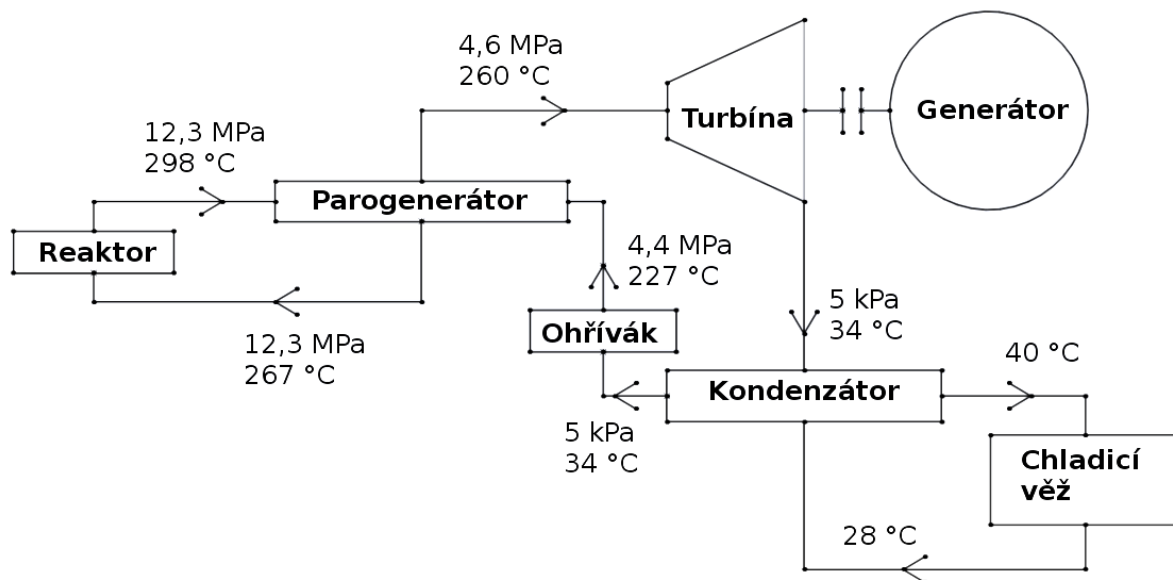 4,6 MPa
260 °C
Turbína
Generátor
12,3 MPa
298 °C
Parogenerátor
Reaktor
4,4 MPa
227 °C
12,3 MPa
267 °C
Ohřívák
5 kPa
34 °C
40 °C
Kondenzátor
5 kPa
34 °C
Chladicí
věž
28 °C